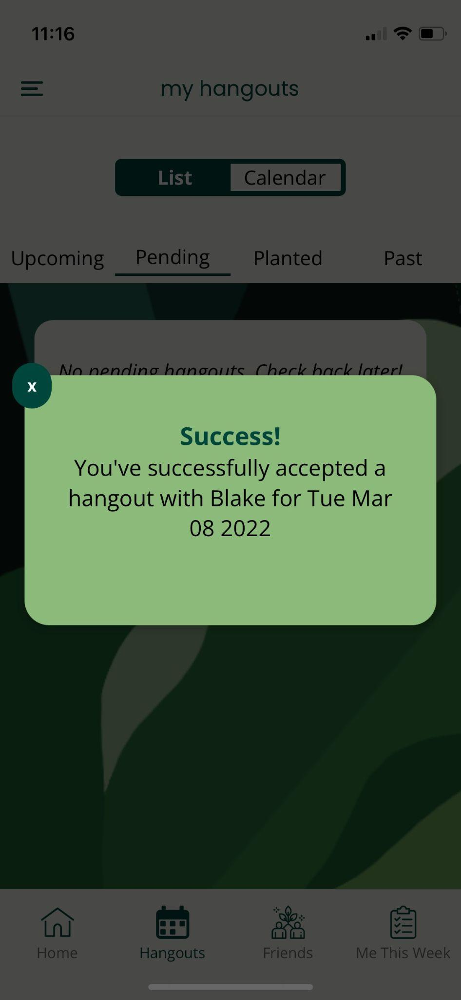 11:16
my hangouts
List Calendar
Upcoming Pending Planted Past
No pending hangouts. Check back later!
x
Success!
You've successfully accepted a
hangout with Blake for Tue Mar
08 2022
Home Hangouts Friends Me This Week